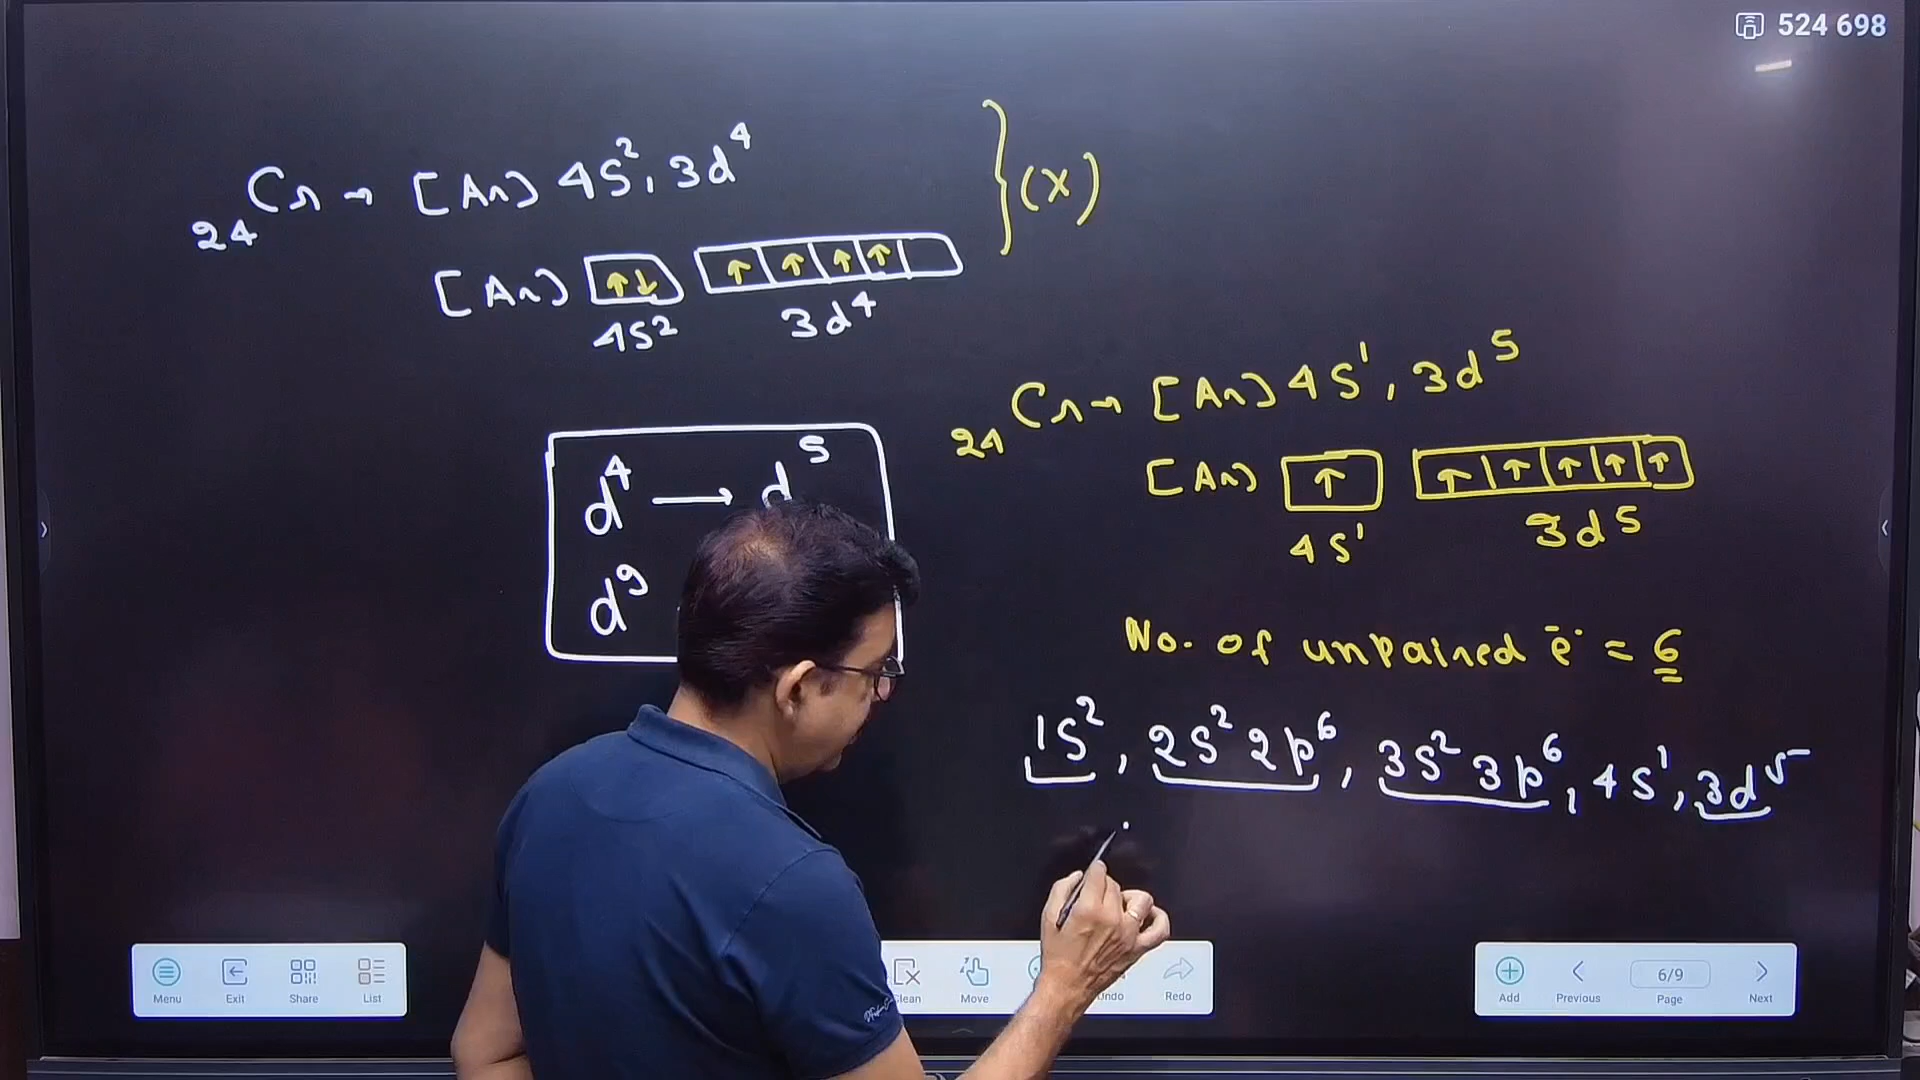 524 698
₂₄Cr → [Ar] 4s², 3d⁴
[Ar] ↑↓ ↑ ↑ ↑ ↑
4s² 3d⁴
} (X)
d⁴ → d⁵
d⁹
₂₄Cr → [Ar] 4s¹, 3d⁵
[Ar] ↑ ↑ ↑ ↑ ↑ ↑
4s¹ 3d⁵
No. of unpaired e⁻ = 6
1s², 2s² 2p⁶, 3s² 3p⁶, 4s¹, 3d⁵
Menu Exit Share List
Clean Move Undo Redo
Add Previous 6/9 Page Next